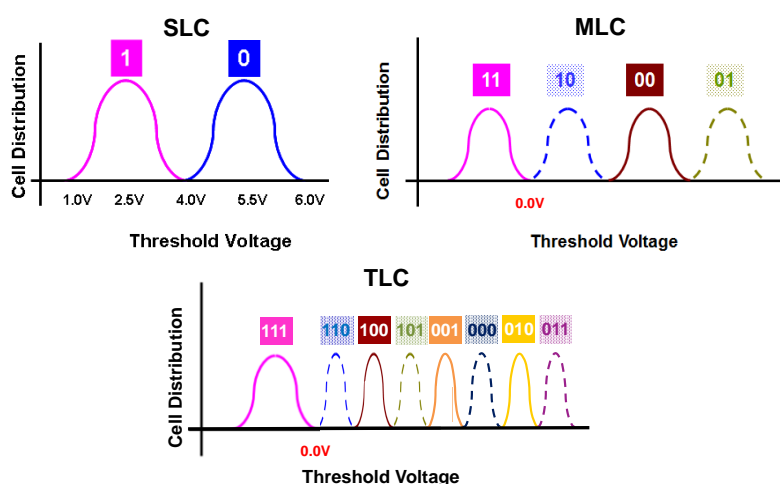 SLC
1 0
Cell Distribution
1.0V 2.5V 4.0V 5.5V 6.0V
Threshold Voltage
MLC
11 10 00 01
Cell Distribution
0.0V
Threshold Voltage
TLC
111 110 100 101 001 000 010 011
Cell Distribution
0.0V
Threshold Voltage